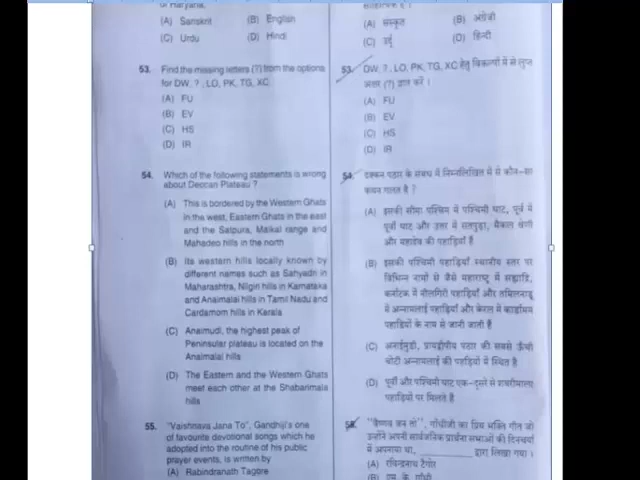 of Haryana.
(A) Sanskrit (B) English
(C) Urdu (D) Hindi
53. Find the missing letters (?) from the options
for DW, ? , LO, PK, TG, XC
(A) FU
(B) EV
(C) HS
(D) IR
54. Which of the following statements is wrong
about Deccan Plateau ?
(A) This is bordered by the Western Ghats
in the west, Eastern Ghats in the east
and the Satpura, Maikal range and
Mahadeo hills in the north
(B) Its western hills locally known by
different names such as Sahyadri in
Maharashtra, Nilgiri hills in Karnataka
and Anaimalai hills in Tamil Nadu and
Cardamom hills in Kerala
(C) Anaimudi, the highest peak of
Peninsular plateau is located on the
Anaimalai hills
(D) The Eastern and the Western Ghats
meet each other at the Shabarimala
hills
55. "Vaishnava Jana To", Gandhiji's one
of favourite devotional songs which he
adopted into the routine of his public
prayer events, is written by
(A) Rabindranath Tagore
(A) संस्कृत (B) अंग्रेजी
(C) उर्दू (D) हिन्दी
53. DW, ? , LO, PK, TG, XC हेतु विकल्पों में से लुप्त
अक्षर (?) ज्ञात करें ।
(A) FU
(B) EV
(C) HS
(D) IR
54. दक्कन पठार के संबंध में निम्नलिखित में से कौन-सा
कथन गलत है ?
(A) इसकी सीमा पश्चिम में पश्चिमी घाट, पूर्व में
पूर्वी घाट और उत्तर में सतपुड़ा, मैकाल श्रेणी
और महादेव की पहाड़ियाँ हैं
(B) इसकी पश्चिमी पहाड़ियाँ स्थानीय स्तर पर
विभिन्न नामों से जैसे महाराष्ट्र में सह्याद्रि,
कर्नाटक में नीलगिरी पहाड़ियाँ और तमिलनाडु
में अन्नामलाई पहाड़ियाँ और केरल में कार्डामम
पहाड़ियों के नाम से जानी जाती हैं
(C) अनाईमुडी, प्रायद्वीपीय पठार की सबसे ऊँची
चोटी अन्नामलाई की पहाड़ियों में स्थित है
(D) पूर्वी और पश्चिमी घाट एक-दूसरे से शबरीमाला
पहाड़ियों पर मिलते हैं
55. "वैष्णव जन तो", गाँधीजी का प्रिय भक्ति गीत जो
उन्होंने अपनी सार्वजनिक प्रार्थना सभाओं की दिनचर्या
में अपनाया था, ____________ द्वारा लिखा गया ।
(A) रविन्द्रनाथ टैगोर
(B) एम. के. गाँधी